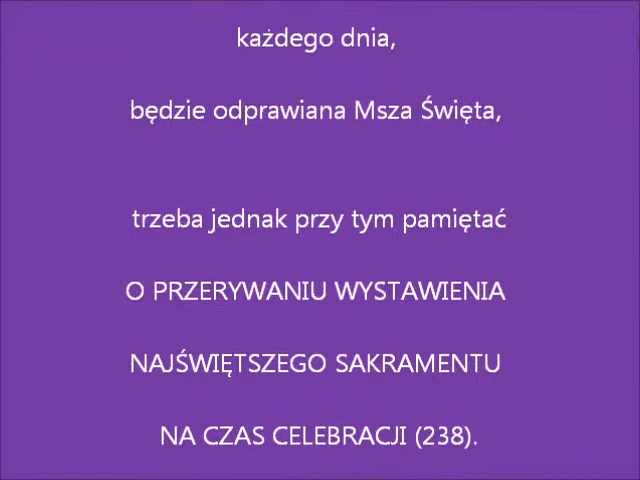 każdego dnia,
będzie odprawiana Msza Święta,
trzeba jednak przy tym pamiętać
O PRZERYWANIU WYSTAWIENIA
NAJŚWIĘTSZEGO SAKRAMENTU
NA CZAS CELEBRACJI (238).